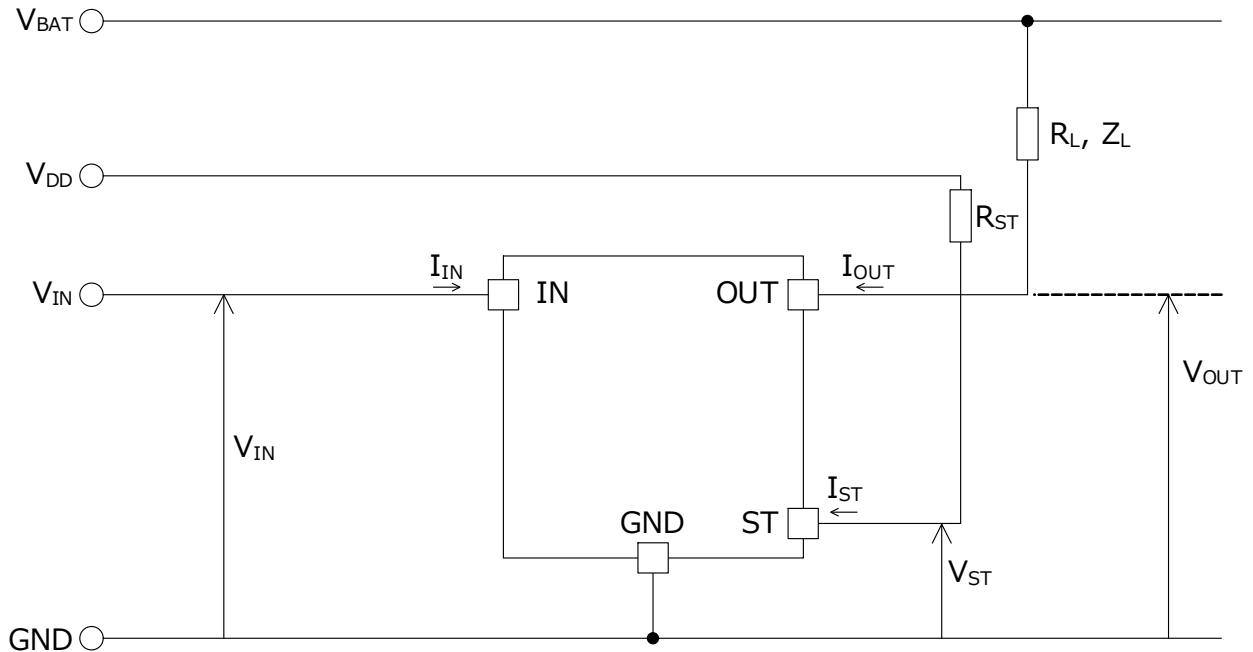 VBAT
RL, ZL
VDD
RST
IIN
IOUT
VIN
IN
OUT
VOUT
VIN
IST
GND
ST
VST
GND